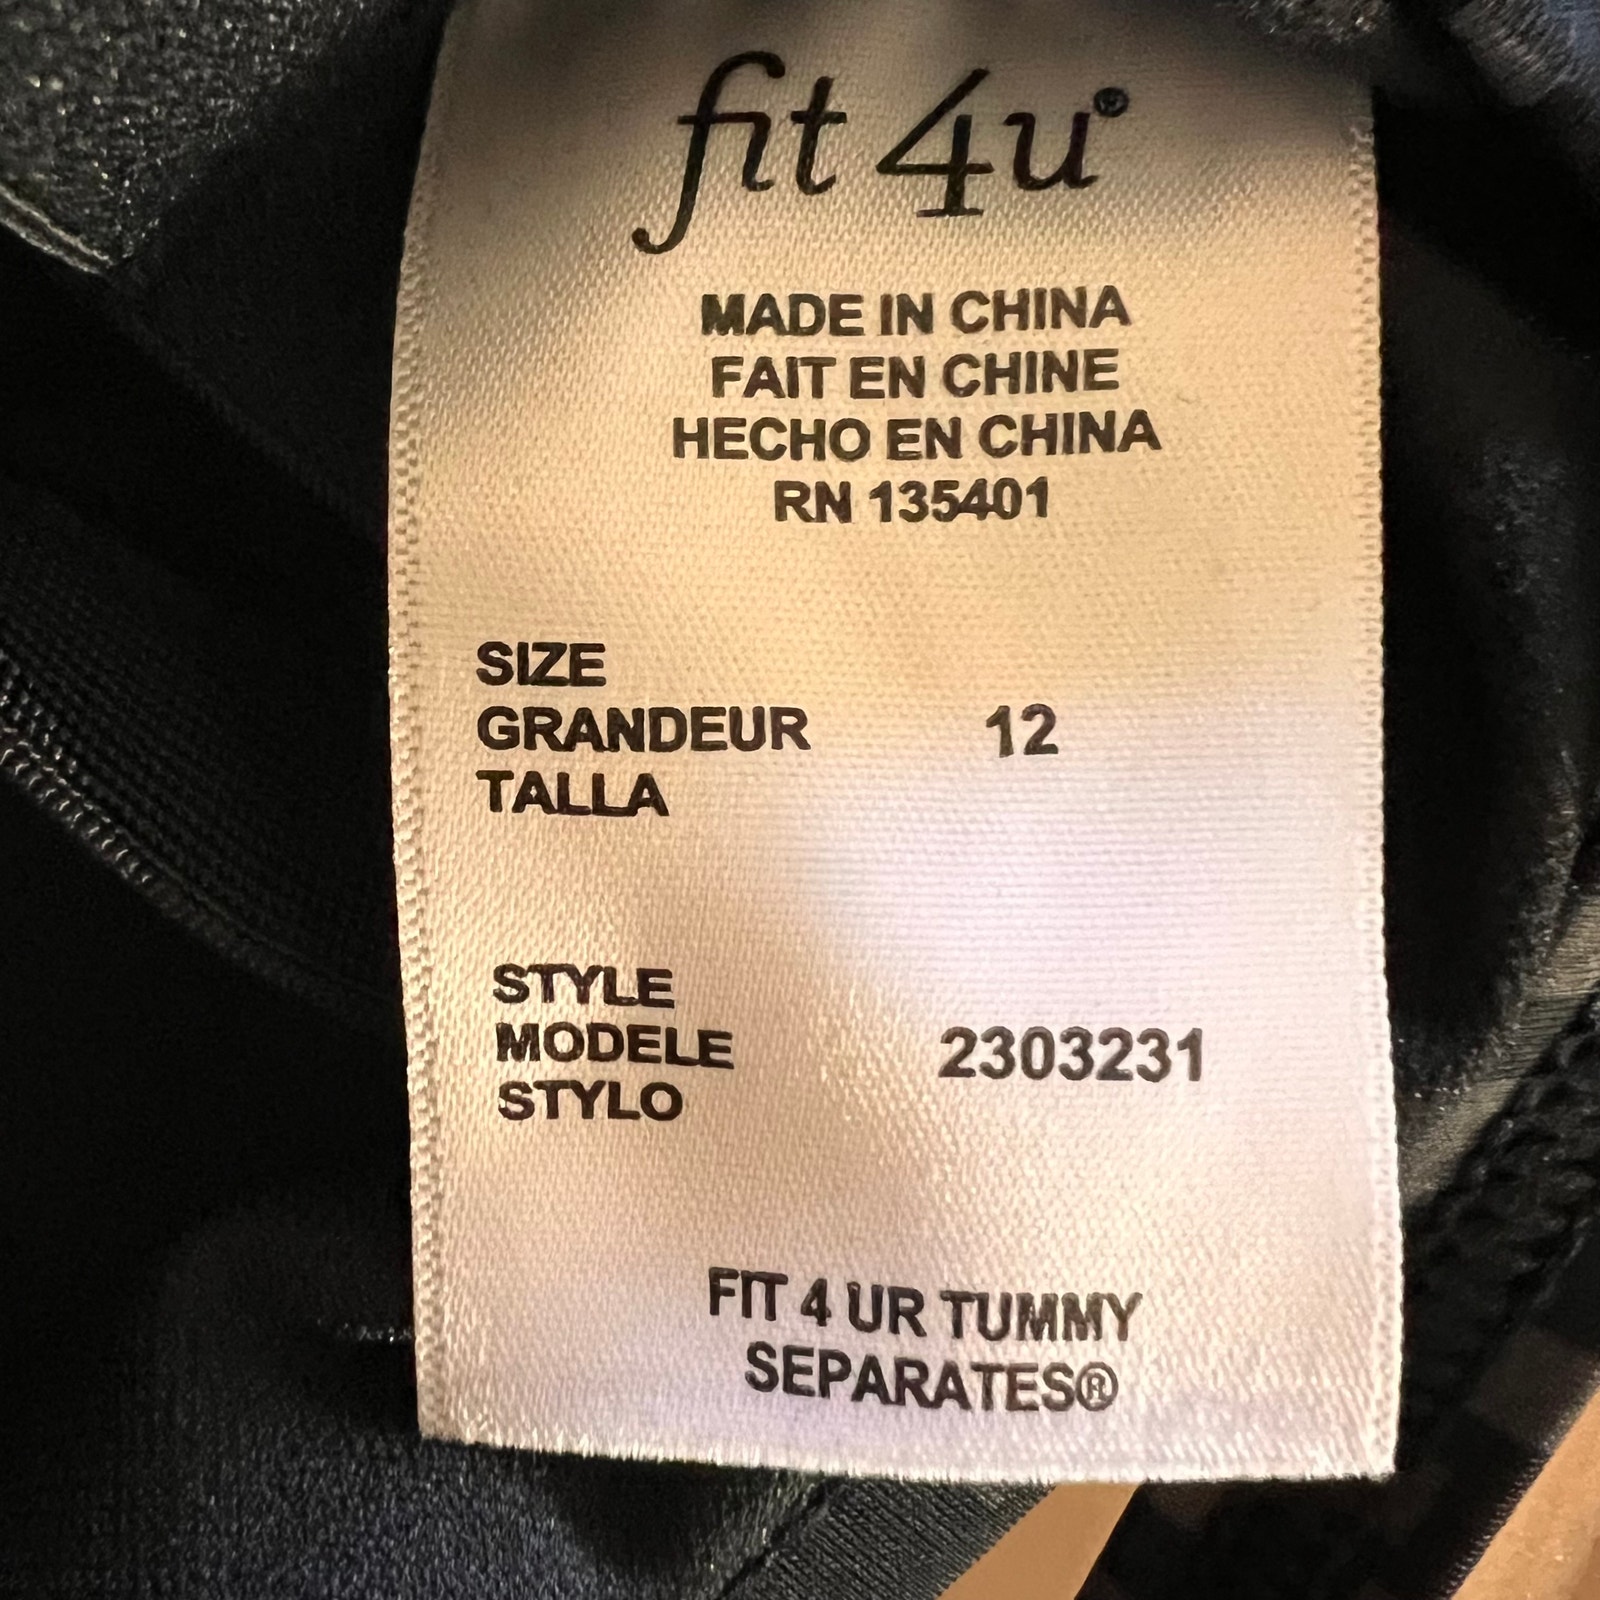 fit 4u®
MADE IN CHINA
FAIT EN CHINE
HECHO EN CHINA
RN 135401
SIZE
GRANDEUR 12
TALLA
STYLE
MODELE 2303231
STYLO
FIT 4 UR TUMMY
SEPARATES®